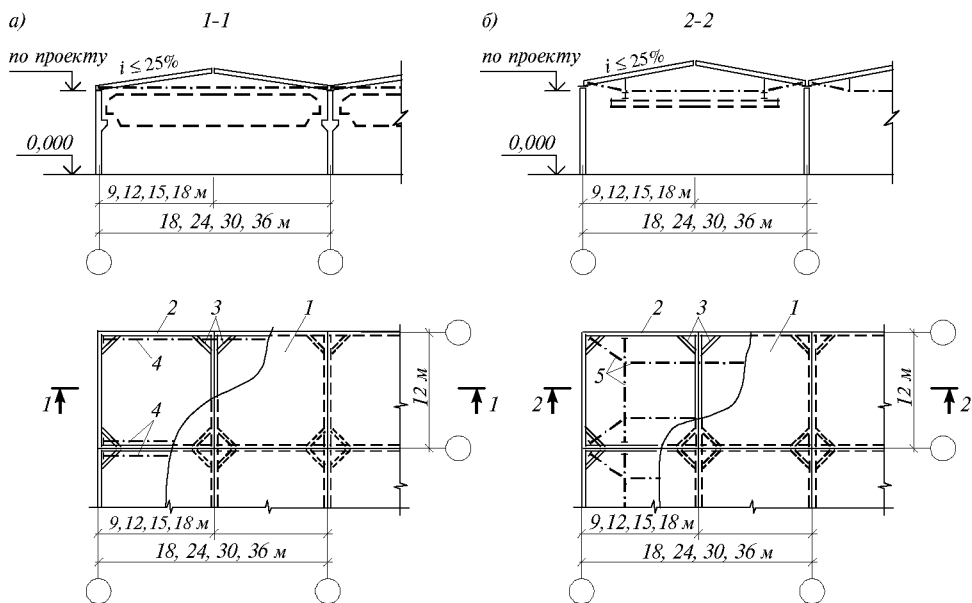 а)
1-1
по проекту
i ≤ 25%
0,000
9, 12, 15, 18 м
18, 24, 30, 36 м
2
3
1
4
4
12 м
1
1
9, 12, 15, 18 м
18, 24, 30, 36 м
б)
2-2
по проекту
i ≤ 25%
0,000
9, 12, 15, 18 м
18, 24, 30, 36 м
2
3
1
5
12 м
2
2
9, 12, 15, 18 м
18, 24, 30, 36 м